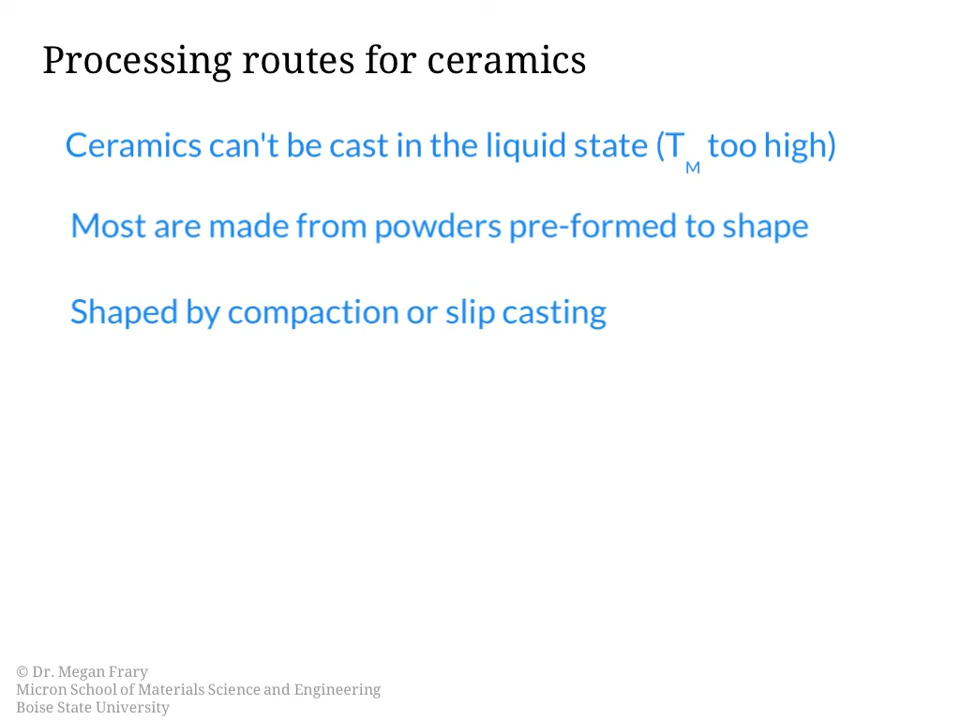 Processing routes for ceramics
Ceramics can't be cast in the liquid state (TM too high)
Most are made from powders pre-formed to shape
Shaped by compaction or slip casting
© Dr. Megan Frary
Micron School of Materials Science and Engineering
Boise State University